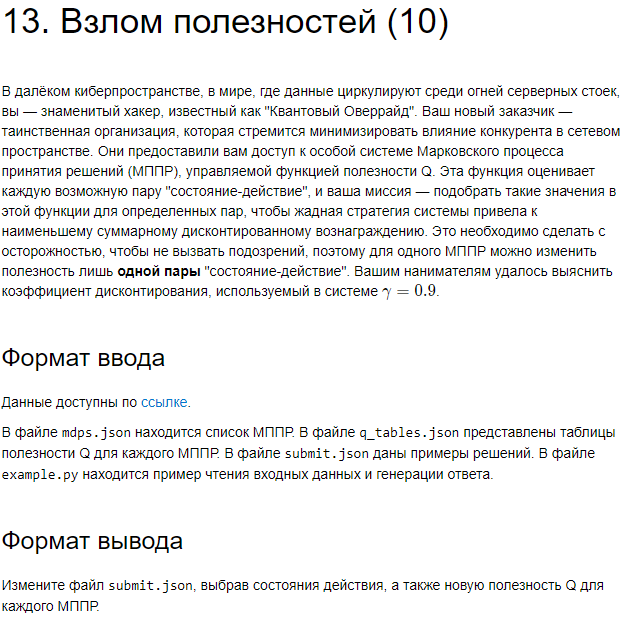 13. Взлом полезностей (10)
В далёком киберпространстве, в мире, где данные циркулируют среди огней серверных стоек,
вы — знаменитый хакер, известный как "Квантовый Оверрайд". Ваш новый заказчик —
таинственная организация, которая стремится минимизировать влияние конкурента в сетевом
пространстве. Они предоставили вам доступ к особой системе Марковского процесса
принятия решений (МППР), управляемой функцией полезности Q. Эта функция оценивает
каждую возможную пару "состояние-действие", и ваша миссия — подобрать такие значения в
этой функции для определенных пар, чтобы жадная стратегия системы привела к
наименьшему суммарному дисконтированному вознаграждению. Это необходимо сделать с
осторожностью, чтобы не вызвать подозрений, поэтому для одного МППР можно изменить
полезность лишь одной пары "состояние-действие". Вашим нанимателям удалось выяснить
коэффициент дисконтирования, используемый в системе γ = 0.9.
Формат ввода
Данные доступны по ссылке.
В файле mdps.json находится список МППР. В файле q_tables.json представлены таблицы
полезности Q для каждого МППР. В файле submit.json даны примеры решений. В файле
example.py находится пример чтения входных данных и генерации ответа.
Формат вывода
Измените файл submit.json, выбрав состояния действия, а также новую полезность Q для
каждого МППР.